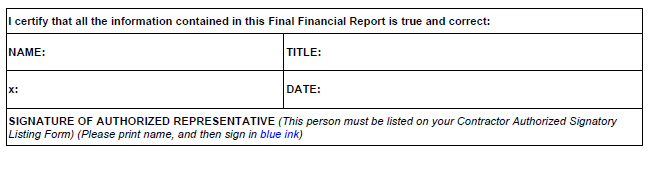 I certify that all the information contained in this Final Financial Report is true and correct:
NAME: TITLE:
x: DATE:
SIGNATURE OF AUTHORIZED REPRESENTATIVE (This person must be listed on your Contractor Authorized Signatory
Listing Form) (Please print name, and then sign in blue ink)